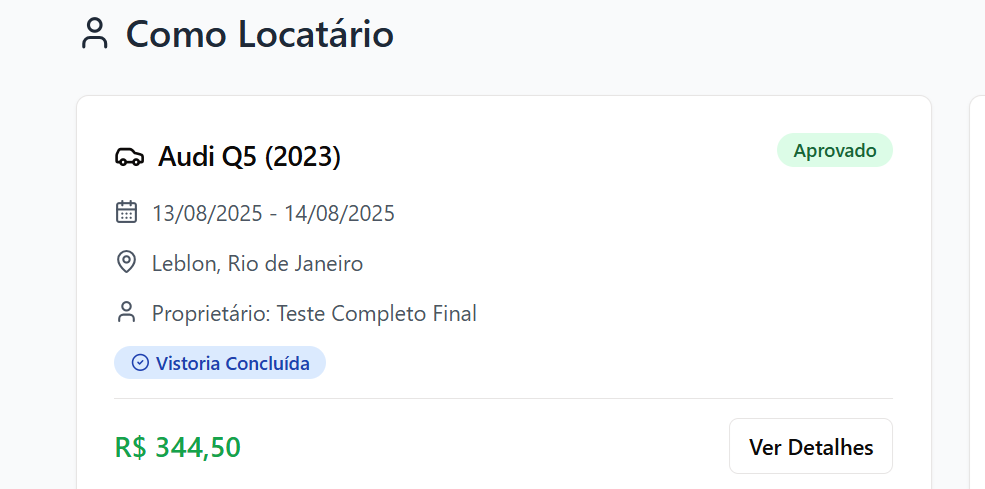 Como Locatário
Audi Q5 (2023)
Aprovado
13/08/2025 - 14/08/2025
Leblon, Rio de Janeiro
Proprietário: Teste Completo Final
Vistoria Concluída
R$ 344,50
Ver Detalhes